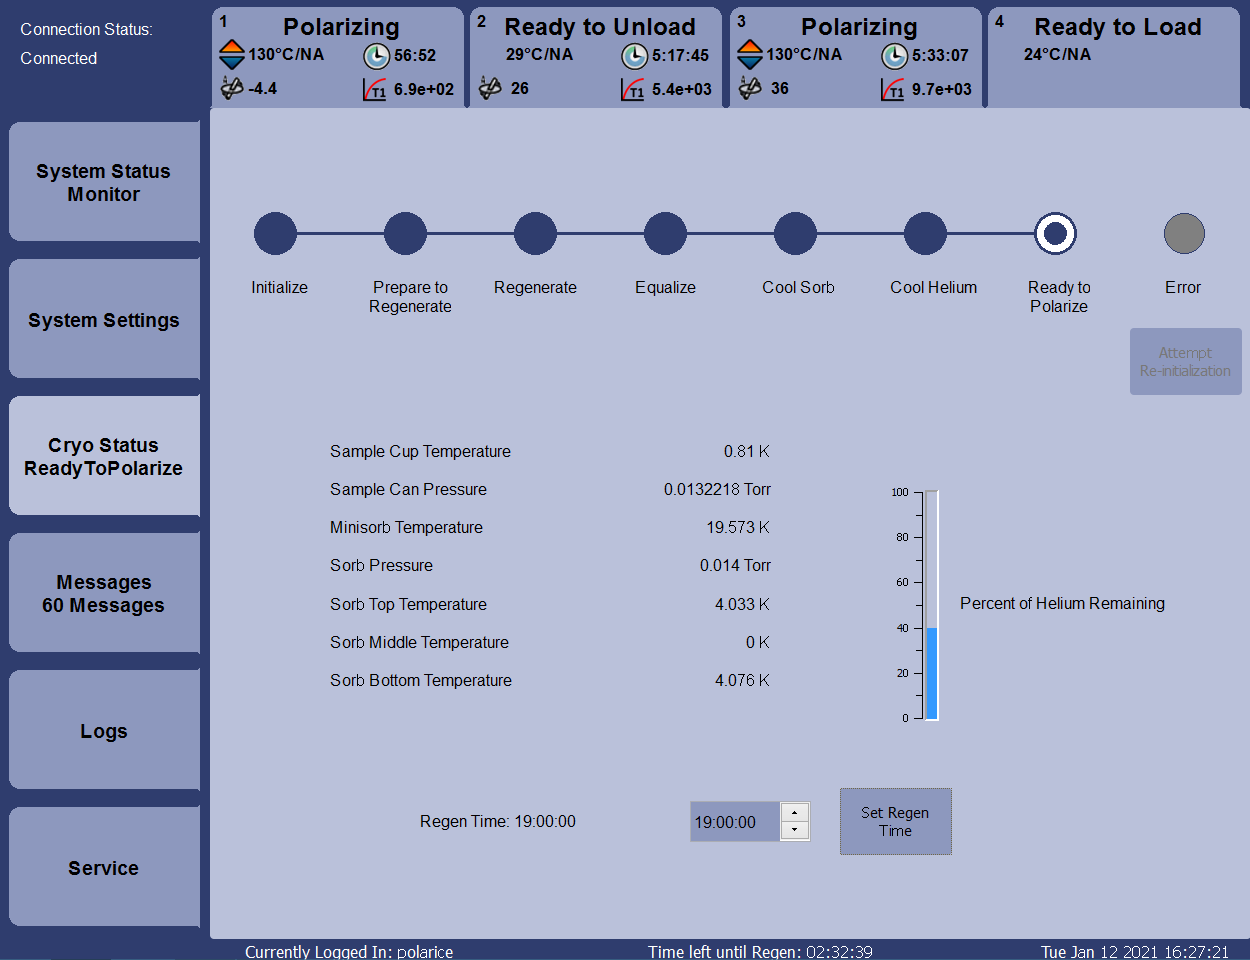 Connection Status:
Connected
1 Polarizing
130°C/NA 56:52
-4.4 T1 6.9e+02
2 Ready to Unload
29°C/NA 5:17:45
26 T1 5.4e+03
3 Polarizing
130°C/NA 5:33:07
36 T1 9.7e+03
4 Ready to Load
24°C/NA
System Status
Monitor
System Settings
Cryo Status
ReadyToPolarize
Messages
60 Messages
Logs
Service
Initialize
Prepare to
Regenerate
Regenerate
Equalize
Cool Sorb
Cool Helium
Ready to
Polarize
Error
Attempt
Re-initialization
Sample Cup Temperature 0.81 K
Sample Can Pressure 0.0132218 Torr
Minisorb Temperature 19.573 K
Sorb Pressure 0.014 Torr
Sorb Top Temperature 4.033 K
Sorb Middle Temperature 0 K
Sorb Bottom Temperature 4.076 K
100
80
60
40
20
0
Percent of Helium Remaining
Regen Time: 19:00:00
19:00:00
Set Regen
Time
Currently Logged In: polarice
Time left until Regen: 02:32:39
Tue Jan 12 2021 16:27:21